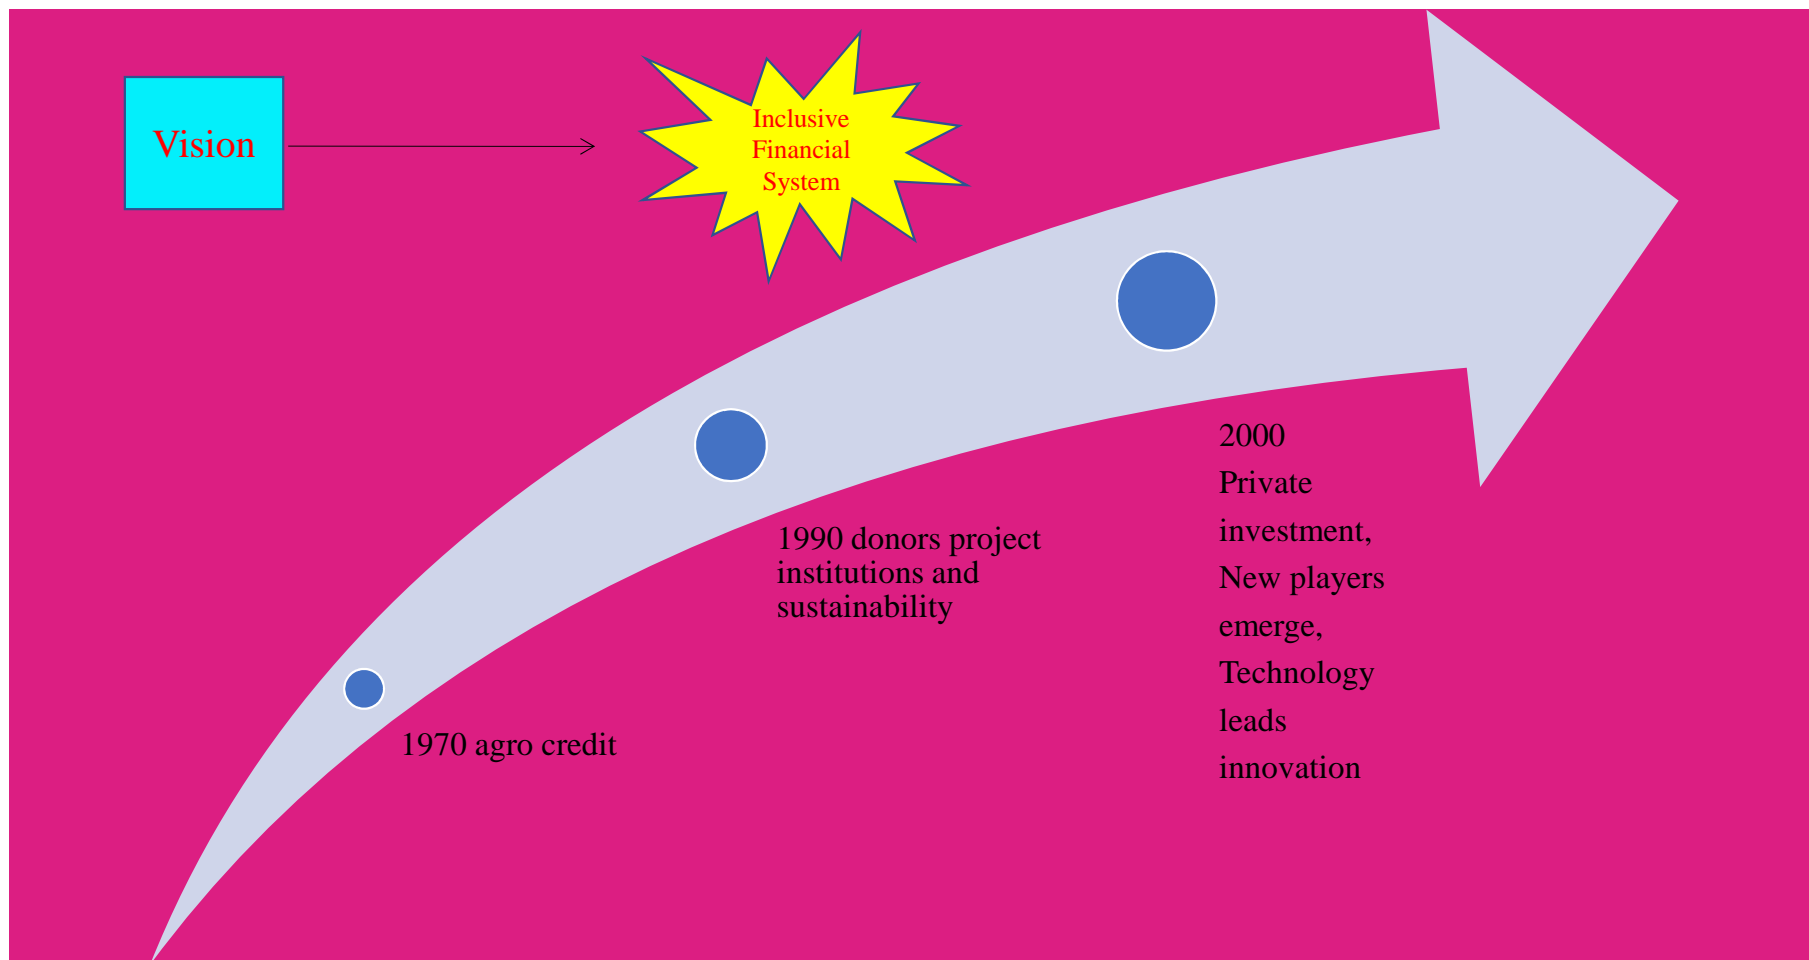 Vision
Inclusive
Financial
System
1970 agro credit
1990 donors project
institutions and
sustainability
2000
Private
investment,
New players
emerge,
Technology
leads
innovation